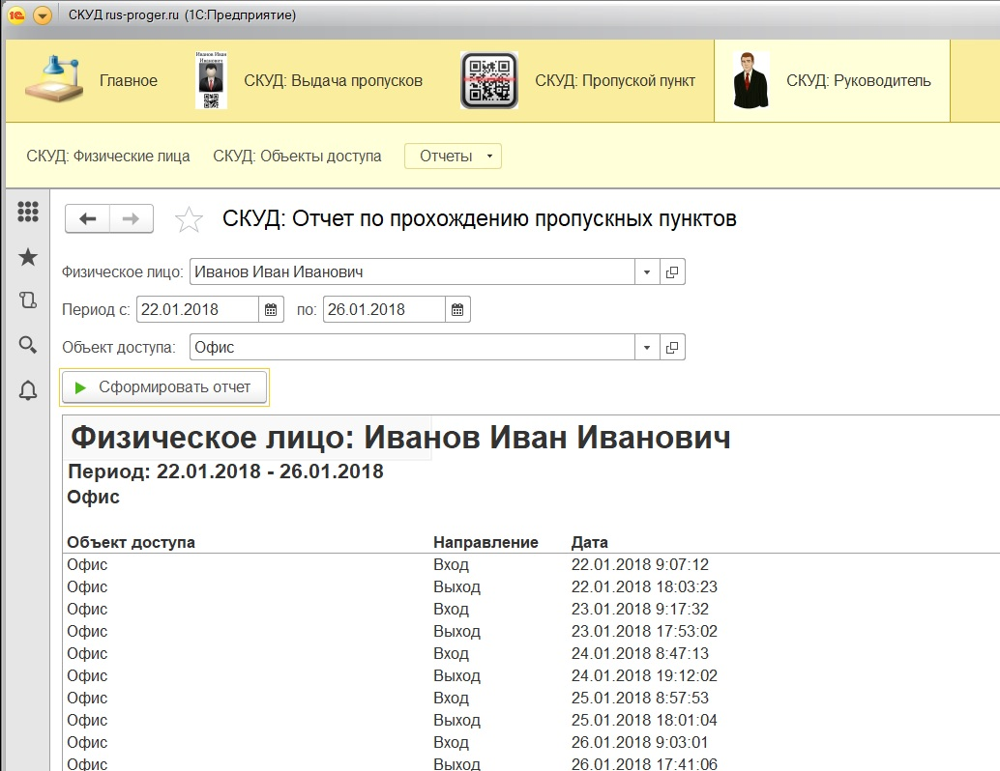 СКУД rus-proger.ru (1С:Предприятие)
Иванов Иван
Иванович
Главное СКУД: Выдача пропусков СКУД: Пропуской пункт СКУД: Руководитель
СКУД: Физические лица СКУД: Объекты доступа Отчеты
СКУД: Отчет по прохождению пропускных пунктов
Физическое лицо: Иванов Иван Иванович
Период с: 22.01.2018 по: 26.01.2018
Объект доступа: Офис
Сформировать отчет
Физическое лицо: Иванов Иван Иванович
Период: 22.01.2018 - 26.01.2018
Офис
Объект доступа Направление Дата
Офис Вход 22.01.2018 9:07:12
Офис Выход 22.01.2018 18:03:23
Офис Вход 23.01.2018 9:17:32
Офис Выход 23.01.2018 17:53:02
Офис Вход 24.01.2018 8:47:13
Офис Выход 24.01.2018 19:12:02
Офис Вход 25.01.2018 8:57:53
Офис Выход 25.01.2018 18:01:04
Офис Вход 26.01.2018 9:03:01
Офис Выход 26.01.2018 17:41:06